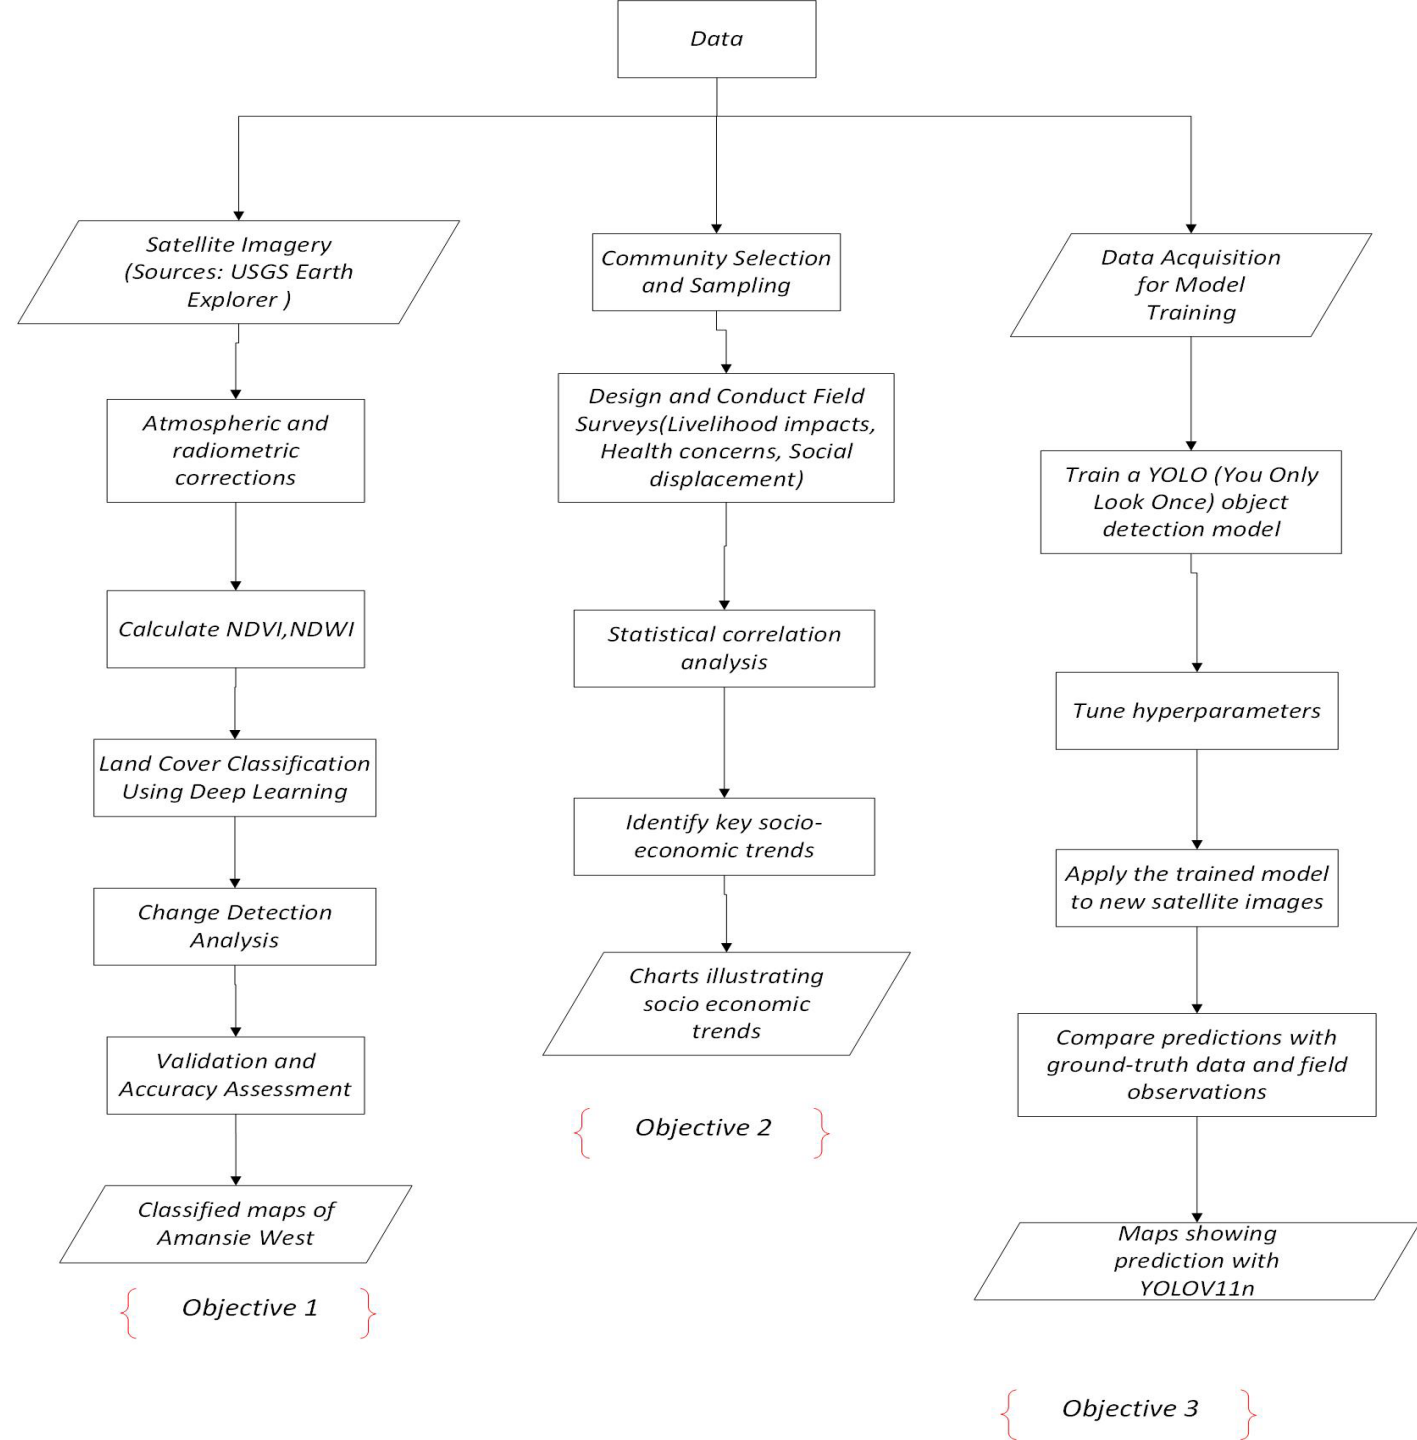 Data
Satellite Imagery
(Sources: USGS Earth
Explorer )
Atmospheric and
radiometric
corrections
Calculate NDVI,NDWI
Land Cover Classification
Using Deep Learning
Change Detection
Analysis
Validation and
Accuracy Assessment
Classified maps of
Amansie West
{ Objective 1 }
Community Selection
and Sampling
Design and Conduct Field
Surveys(Livelihood impacts,
Health concerns, Social
displacement)
Statistical correlation
analysis
Identify key socio-
economic trends
Charts illustrating
socio economic
trends
{ Objective 2 }
Data Acquisition
for Model
Training
Train a YOLO (You Only
Look Once) object
detection model
Tune hyperparameters
Apply the trained model
to new satellite images
Compare predictions with
ground-truth data and field
observations
Maps showing
prediction with
YOLOV11n
{ Objective 3 }